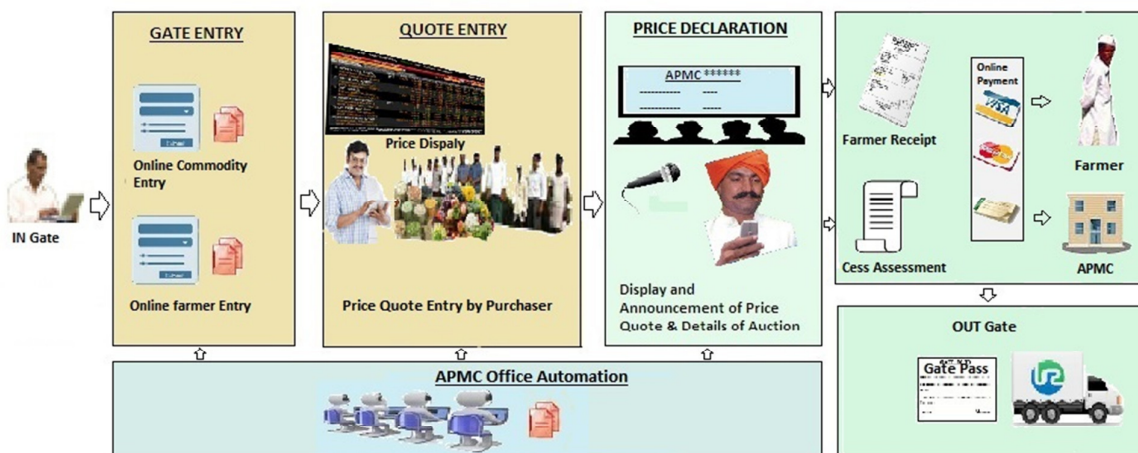 IN Gate
GATE ENTRY
Online Commodity
Entry
Online farmer Entry
QUOTE ENTRY
Price Dispaly
Price Quote Entry by Purchaser
PRICE DECLARATION
APMC ******
----------- ----
----------- -----
Display and
Announcement of Price
Quote & Details of Auction
Farmer Receipt
Cess Assessment
Online
Payment
VISA
MasterCard
Farmer
APMC
OUT Gate
Gate Pass
APMC Office Automation